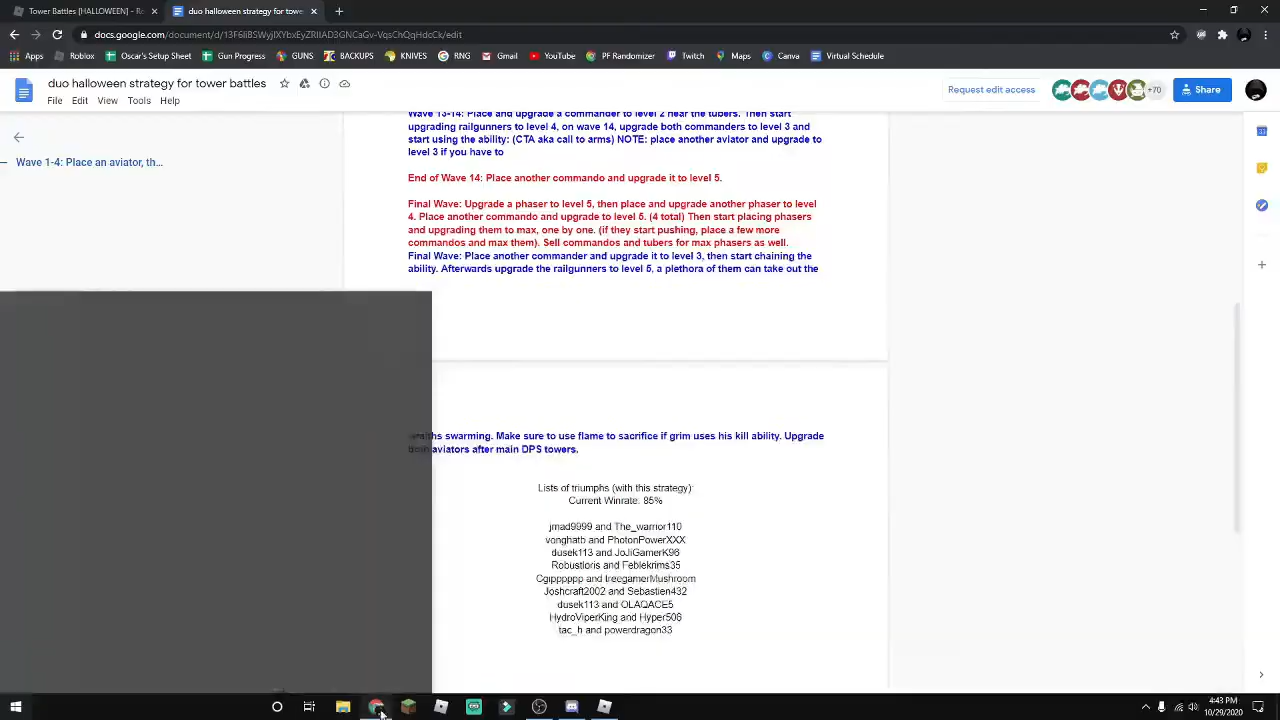 Tower Battles [HALLOWEEN] - R
duo halloween strategy for towe
docs.google.com/document/d/13F6liBSWyjlXYbxEyZRIIAD3GNCaGv-VqsChQqHdcCk/edit
Apps Roblox Oscar's Setup Sheet Gun Progress GUNS BACKUPS KNIVES RNG Gmail YouTube PF Randomizer Twitch Maps Canva Virtual Schedule
duo halloween strategy for tower battles
File Edit View Tools Help
Request edit access
+70
Share
Wave 1-4: Place an aviator, th...
Wave 13-14: Place and upgrade a commander to level 2 near the tubers. Then start
upgrading railgunners to level 4, on wave 14, upgrade both commanders to level 3 and
start using the ability: (CTA aka call to arms) NOTE: place another aviator and upgrade to
level 3 if you have to
End of Wave 14: Place another commando and upgrade it to level 5.
Final Wave: Upgrade a phaser to level 5, then place and upgrade another phaser to level
4. Place another commando and upgrade to level 5. (4 total) Then start placing phasers
and upgrading them to max, one by one. (if they start pushing, place a few more
commandos and max them). Sell commandos and tubers for max phasers as well.
Final Wave: Place another commander and upgrade it to level 3, then start chaining the
ability. Afterwards upgrade the railgunners to level 5, a plethora of them can take out the
swarming. Make sure to use flame to sacrifice if grim uses his kill ability. Upgrade
aviators after main DPS towers.
Lists of triumphs (with this strategy):
Current Winrate: 85%
jmad9999 and The_warrior110
vonghatb and PhotonPowerXXX
dusek113 and JoJiGamerK96
Robustloris and Feblekrims35
Cgipppppp and treegamerMushroom
Joshcraft2002 and Sebastien432
dusek113 and OLAQACE5
HydroViperKing and Hyper506
tac_h and powerdragon33
4:43 PM
10/29/2020